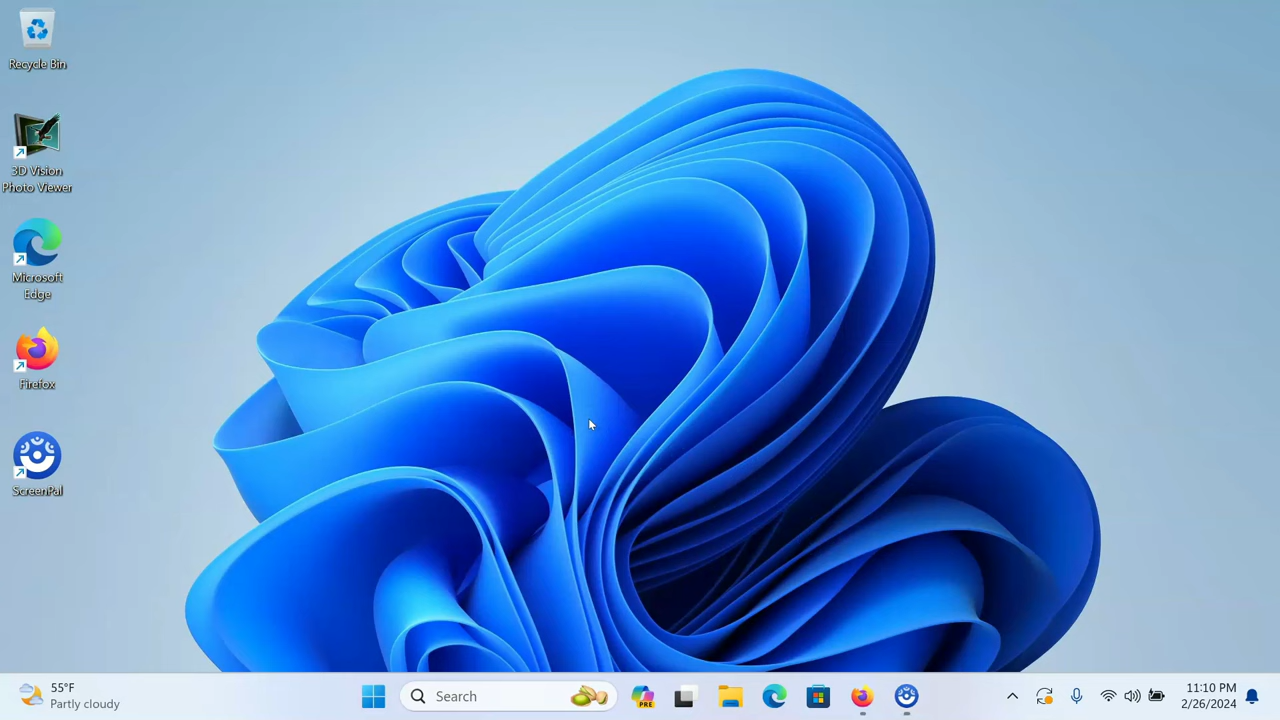 Recycle Bin
3D Vision
Photo Viewer
Microsoft
Edge
Firefox
ScreenPal
55°F
Partly cloudy
Search
PRE
11:10 PM
2/26/2024